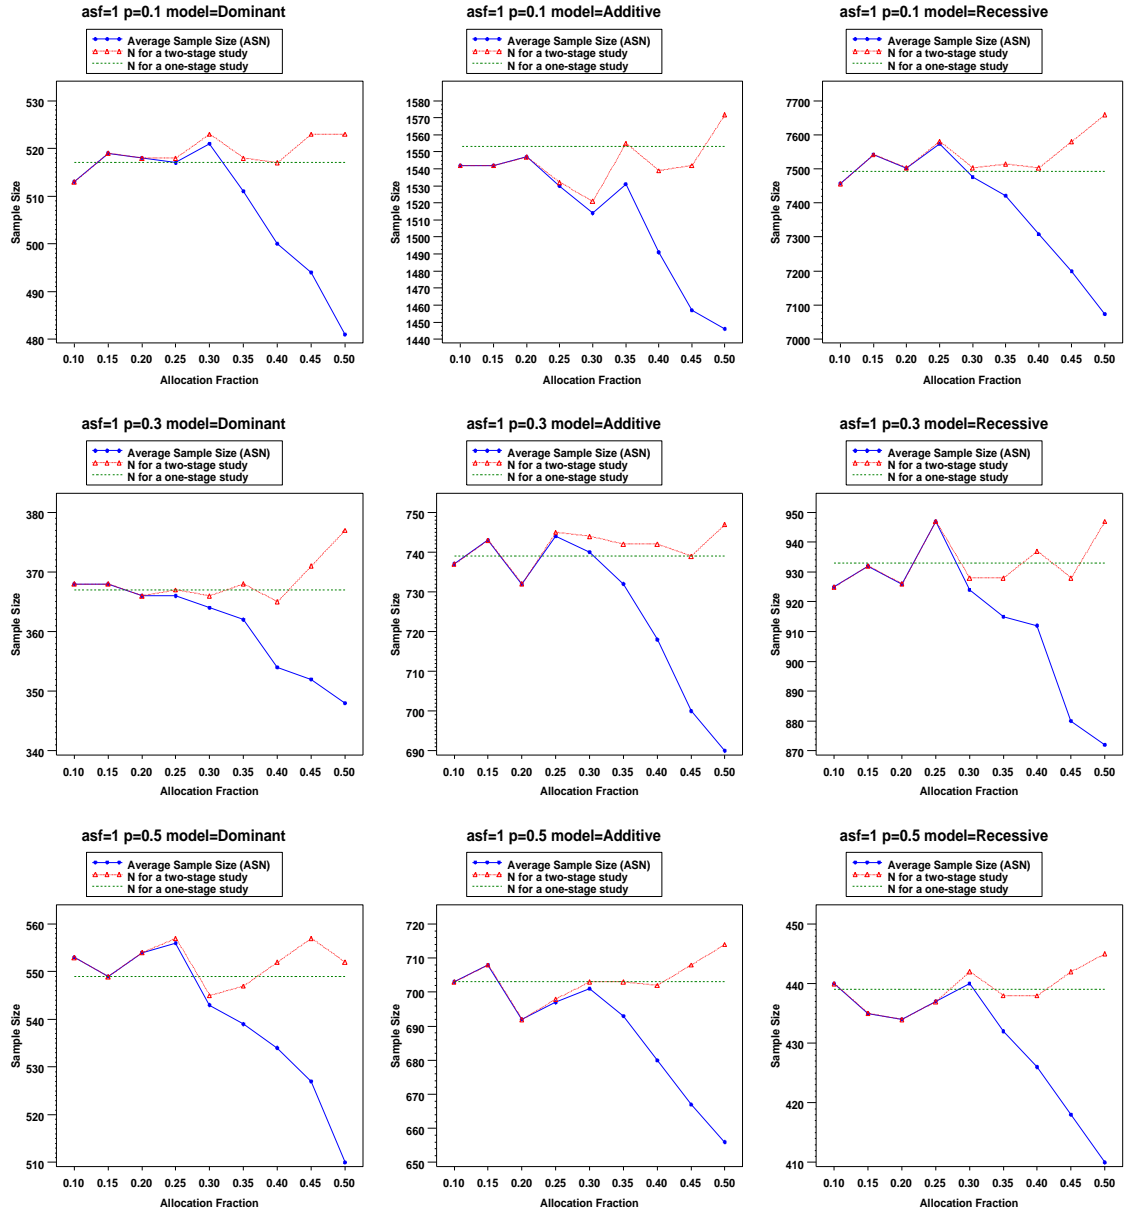 asf=1 p=0.1 model=Dominant
Average Sample Size (ASN)
N for a two-stage study
N for a one-stage study
530
520
510
500
490
480
Sample Size
0.10 0.15 0.20 0.25 0.30 0.35 0.40 0.45 0.50
Allocation Fraction
asf=1 p=0.1 model=Additive
Average Sample Size (ASN)
N for a two-stage study
N for a one-stage study
1580
1570
1560
1550
1540
1530
1520
1510
1500
1490
1480
1470
1460
1450
1440
Sample Size
0.10 0.15 0.20 0.25 0.30 0.35 0.40 0.45 0.50
Allocation Fraction
asf=1 p=0.1 model=Recessive
Average Sample Size (ASN)
N for a two-stage study
N for a one-stage study
7700
7600
7500
7400
7300
7200
7100
7000
Sample Size
0.10 0.15 0.20 0.25 0.30 0.35 0.40 0.45 0.50
Allocation Fraction
asf=1 p=0.3 model=Dominant
Average Sample Size (ASN)
N for a two-stage study
N for a one-stage study
380
370
360
350
340
Sample Size
0.10 0.15 0.20 0.25 0.30 0.35 0.40 0.45 0.50
Allocation Fraction
asf=1 p=0.3 model=Additive
Average Sample Size (ASN)
N for a two-stage study
N for a one-stage study
750
740
730
720
710
700
690
Sample Size
0.10 0.15 0.20 0.25 0.30 0.35 0.40 0.45 0.50
Allocation Fraction
asf=1 p=0.3 model=Recessive
Average Sample Size (ASN)
N for a two-stage study
N for a one-stage study
950
940
930
920
910
900
890
880
870
Sample Size
0.10 0.15 0.20 0.25 0.30 0.35 0.40 0.45 0.50
Allocation Fraction
asf=1 p=0.5 model=Dominant
Average Sample Size (ASN)
N for a two-stage study
N for a one-stage study
560
550
540
530
520
510
Sample Size
0.10 0.15 0.20 0.25 0.30 0.35 0.40 0.45 0.50
Allocation Fraction
asf=1 p=0.5 model=Additive
Average Sample Size (ASN)
N for a two-stage study
N for a one-stage study
720
710
700
690
680
670
660
650
Sample Size
0.10 0.15 0.20 0.25 0.30 0.35 0.40 0.45 0.50
Allocation Fraction
asf=1 p=0.5 model=Recessive
Average Sample Size (ASN)
N for a two-stage study
N for a one-stage study
450
440
430
420
410
Sample Size
0.10 0.15 0.20 0.25 0.30 0.35 0.40 0.45 0.50
Allocation Fraction